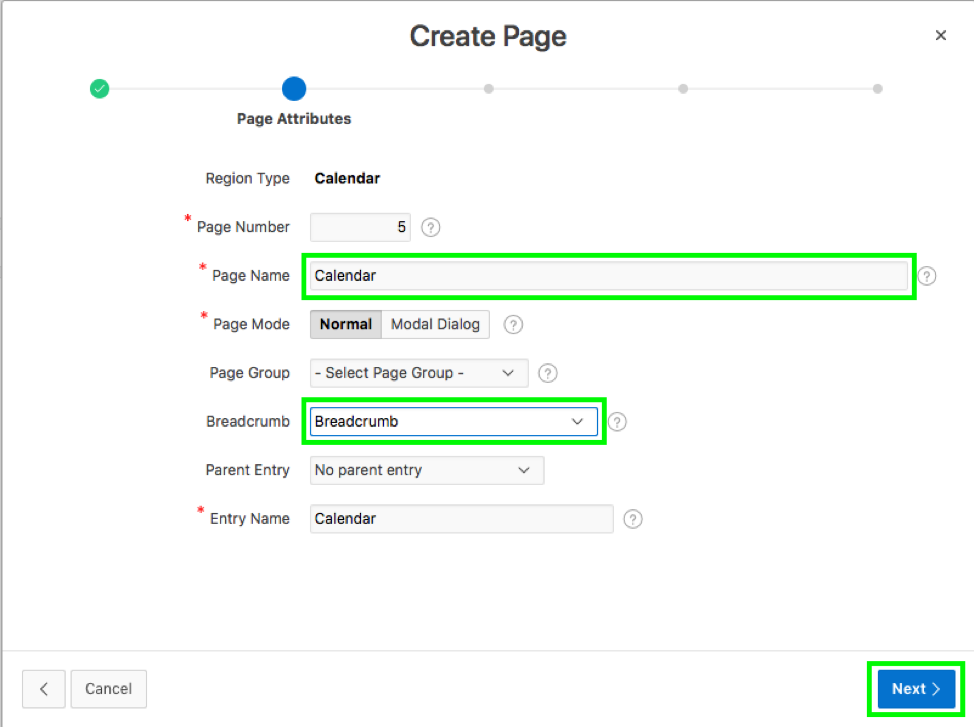 Create Page
Page Attributes
Region Type Calendar
* Page Number 5 ?
* Page Name Calendar ?
* Page Mode Normal Modal Dialog ?
Page Group - Select Page Group - ?
Breadcrumb Breadcrumb ?
Parent Entry No parent entry
* Entry Name Calendar ?
Cancel Next